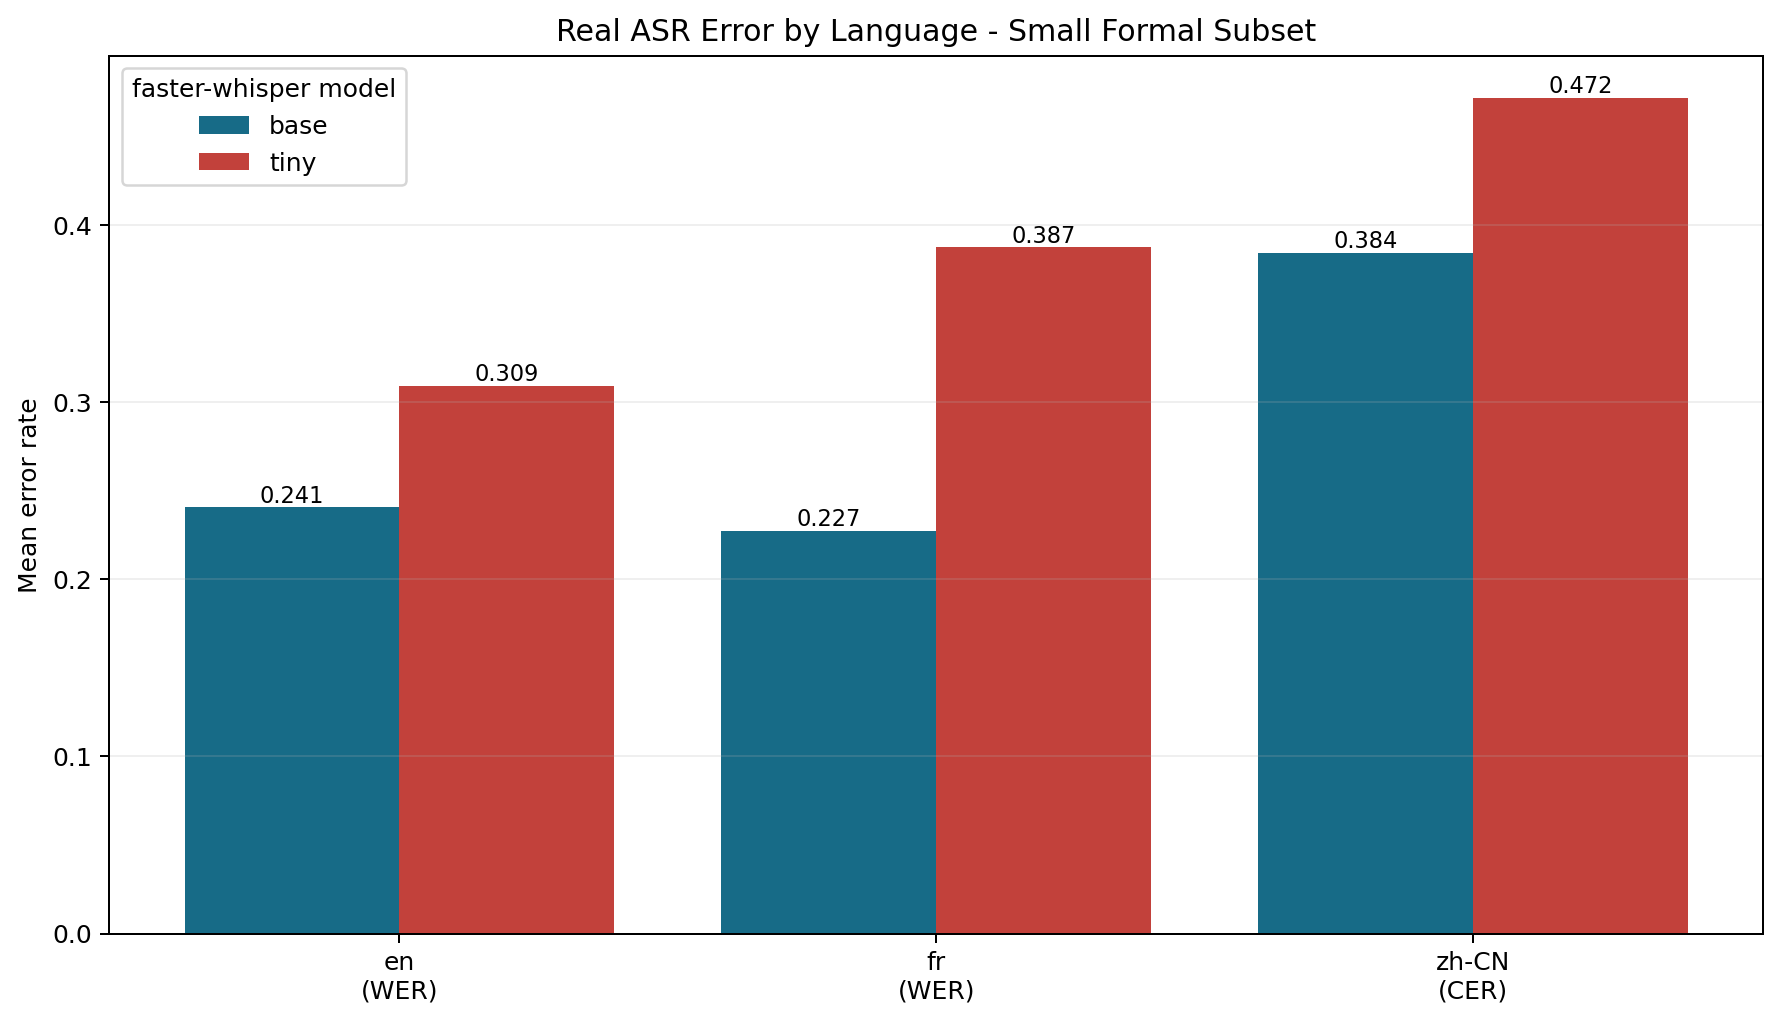 Real ASR Error by Language - Small Formal Subset
faster-whisper model
base
tiny
Mean error rate
0.4
0.3
0.2
0.1
0.0
0.241
0.309
0.227
0.387
0.384
0.472
en
(WER)
fr
(WER)
zh-CN
(CER)